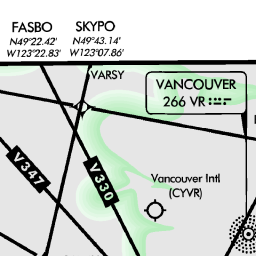 FASBO
N49°22.42'
W123°22.83'
SKYPO
N49°43.14'
W123°07.86'
VARSY
VANCOUVER
266 VR
V347
V330
Vancouver Intl
(CYVR)